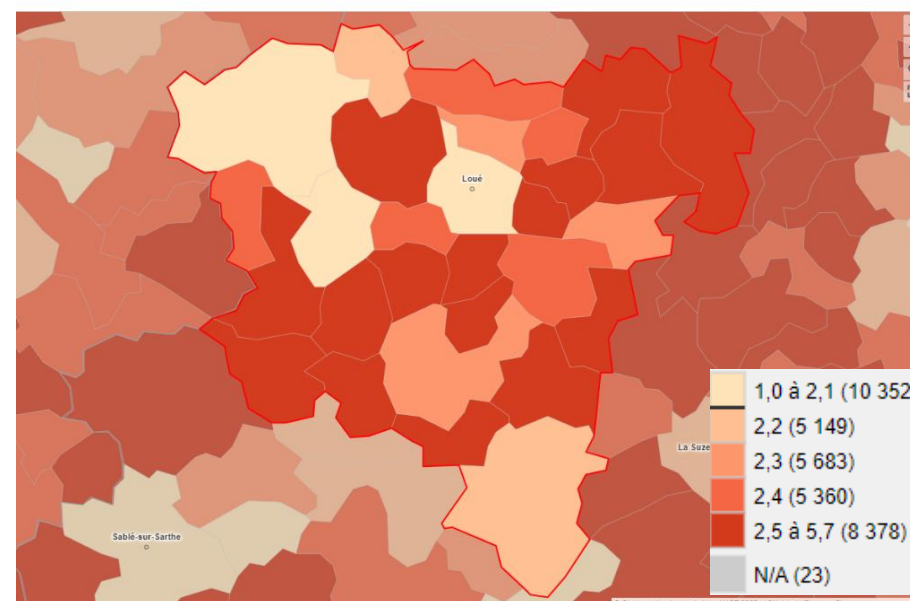 Loué
La Suze
Sablé-sur-Sarthe
1,0 à 2,1 (10 352
2,2 (5 149)
2,3 (5 683)
2,4 (5 360)
2,5 à 5,7 (8 378)
N/A (23)